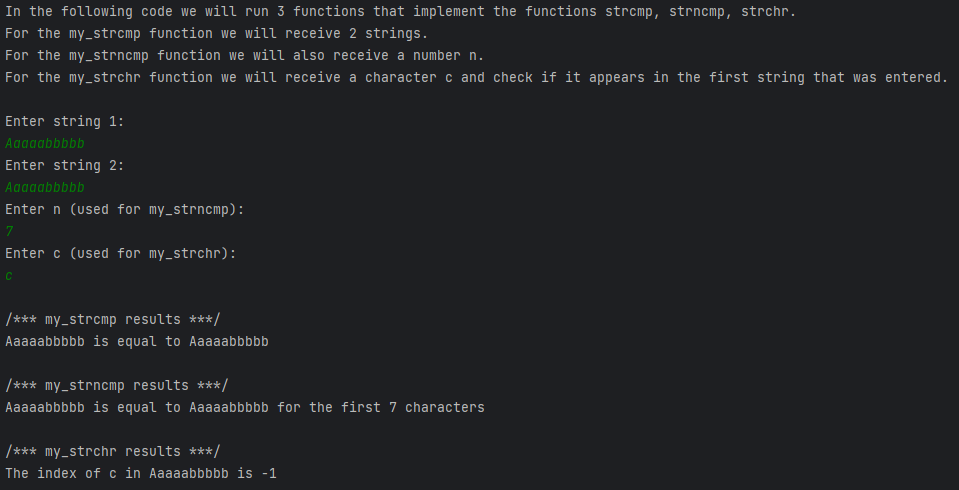 In the following code we will run 3 functions that implement the functions strcmp, strncmp, strchr.
For the my_strcmp function we will receive 2 strings.
For the my_strncmp function we will also receive a number n.
For the my_strchr function we will receive a character c and check if it appears in the first string that was entered.
Enter string 1:
Aaaaabbbbb
Enter string 2:
Aaaaabbbbb
Enter n (used for my_strncmp):
7
Enter c (used for my_strchr):
c
/*** my_strcmp results ***/
Aaaaabbbbb is equal to Aaaaabbbbb
/*** my_strncmp results ***/
Aaaaabbbbb is equal to Aaaaabbbbb for the first 7 characters
/*** my_strchr results ***/
The index of c in Aaaaabbbbb is -1